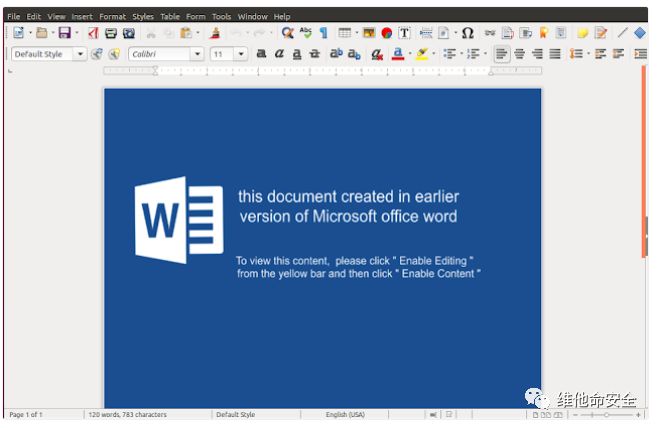 File Edit View Insert Format Styles Table Form Tools Window Help
Default Style Calibri 11
W
this document created in earlier
version of Microsoft office word
To view this content, please click " Enable Editing "
from the yellow bar and then click " Enable Content "
维他命安全
Page 1 of 1 120 words, 783 characters Default Style English (USA)